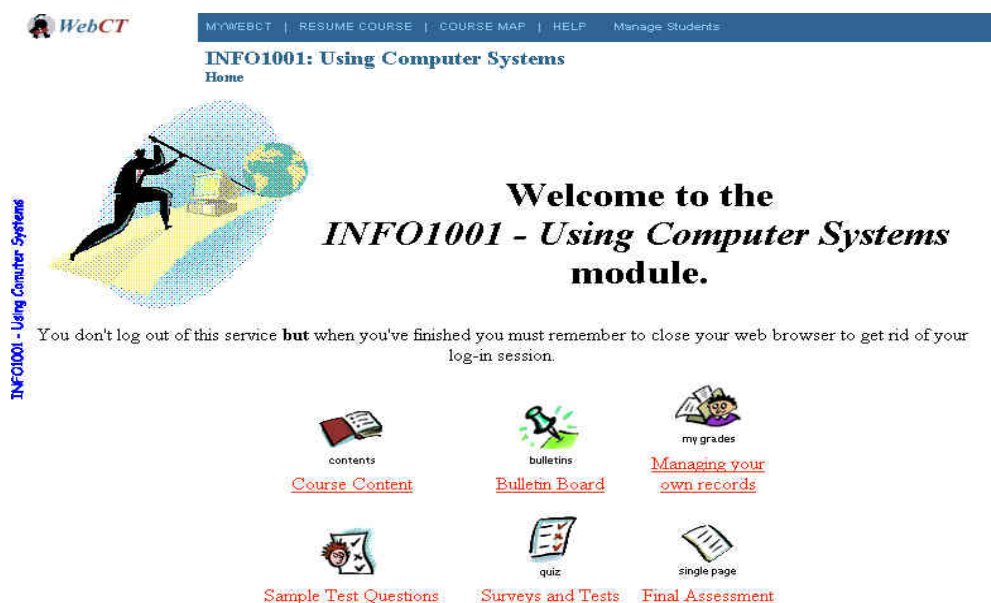 WebCT
MYWEBCT | RESUME COURSE | COURSE MAP | HELP Manage Students
INFO1001: Using Computer Systems
Home
INFO1001 - Using Comuter Systems
Welcome to the
INFO1001 - Using Computer Systems
module.
You don't log out of this service but when you've finished you must remember to close your web browser to get rid of your
log-in session.
contents
Course Content
bulletins
Bulletin Board
my grades
Managing your
own records
Sample Test Questions
quiz
Surveys and Tests
single page
Final Assessment